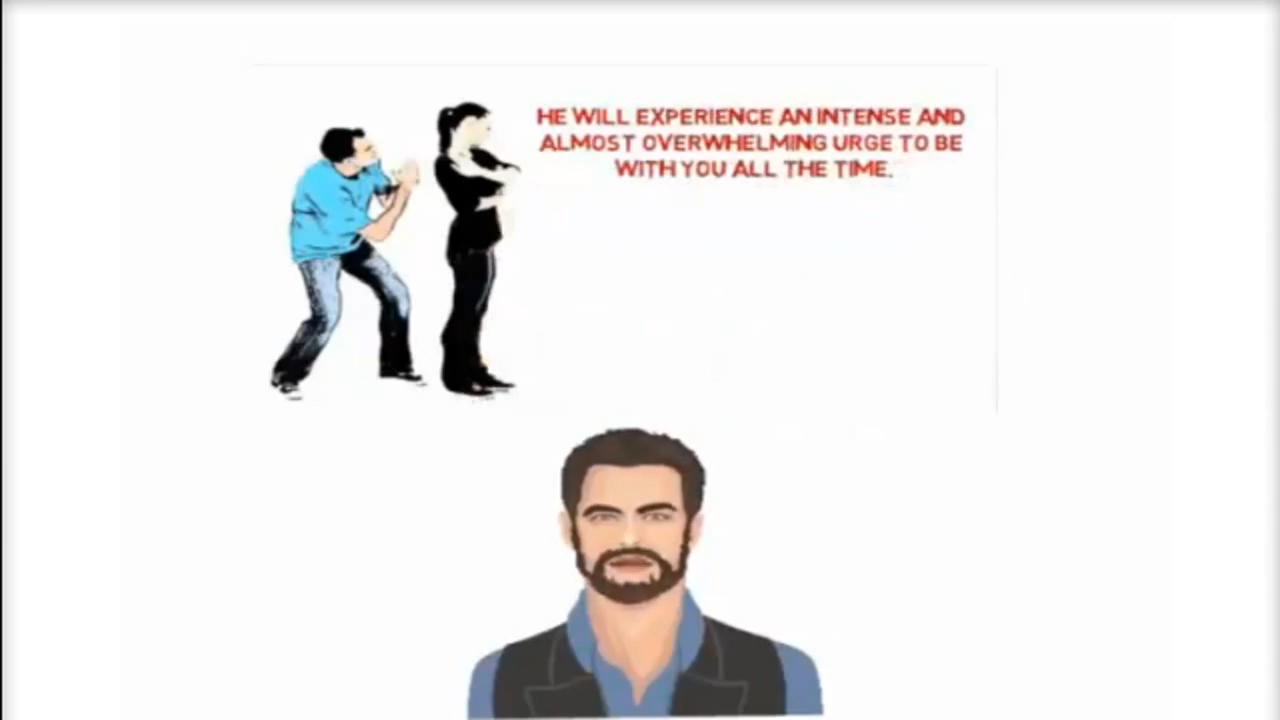 HE WILL EXPERIENCE AN INTENSE AND
ALMOST OVERWHELMING URGE TO BE
WITH YOU ALL THE TIME.